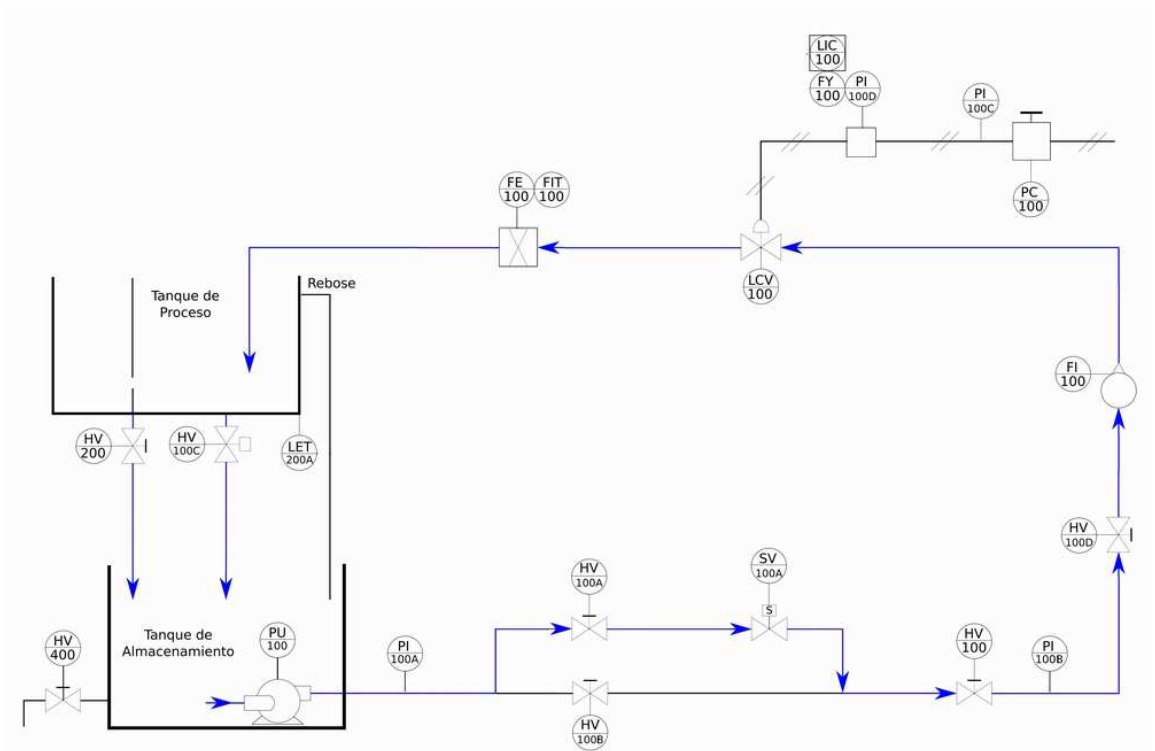 LIC
100
FY
100
PI
100D
PI
100C
PC
100
FE
100
FIT
100
LCV
100
Rebose
Tanque de
Proceso
FI
100
HV
200
HV
100C
LET
200A
HV
100D
HV
100A
SV
100A
S
HV
400
Tanque de
Almacenamiento
PU
100
PI
100A
HV
100B
HV
100
PI
100B